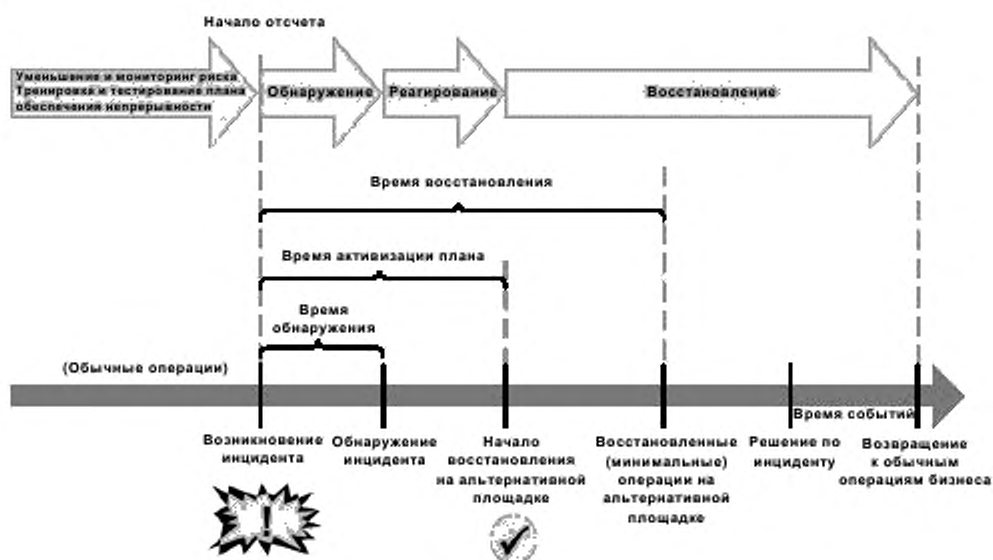 Начало отсчета
Уменьшение и мониторинг риска
Тренировка и тестирование плана
обеспечения непрерывности
Обнаружение
Реагирование
Восстановление
Время восстановления
Время активизации плана
Время
обнаружения
(Обычные операции)
Время событий
Возникновение
инцидента
Обнаружение
инцидента
Начало
восстановления
на альтернативной
площадке
Восстановленные
(минимальные)
операции на
альтернативной
площадке
Решение по
инциденту
Возвращение
к обычным
операциям бизнеса
!